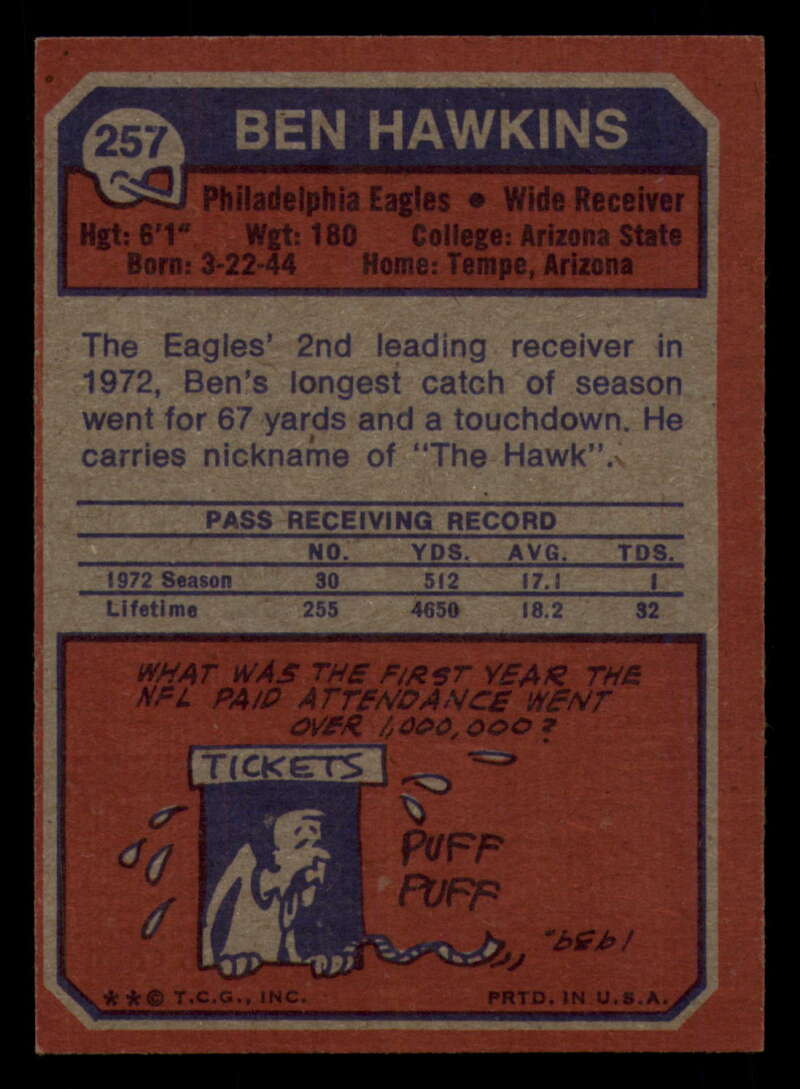 257
BEN HAWKINS
Philadelphia Eagles • Wide Receiver
Hgt: 6'1" Wgt: 180 College: Arizona State
Born: 3-22-44 Home: Tempe, Arizona
The Eagles' 2nd leading receiver in
1972, Ben's longest catch of season
went for 67 yards and a touchdown. He
carries nickname of "The Hawk".
PASS RECEIVING RECORD
NO. YDS. AVG. TDS.
1972 Season 30 512 17.1 1
Lifetime 255 4650 18.2 32
WHAT WAS THE FIRST YEAR THE
NFL PAID ATTENDANCE WENT
OVER 1,000,000?
TICKETS
PUFF
PUFF
"1939."
**© T.C.G., INC. PRTD. IN U.S.A.